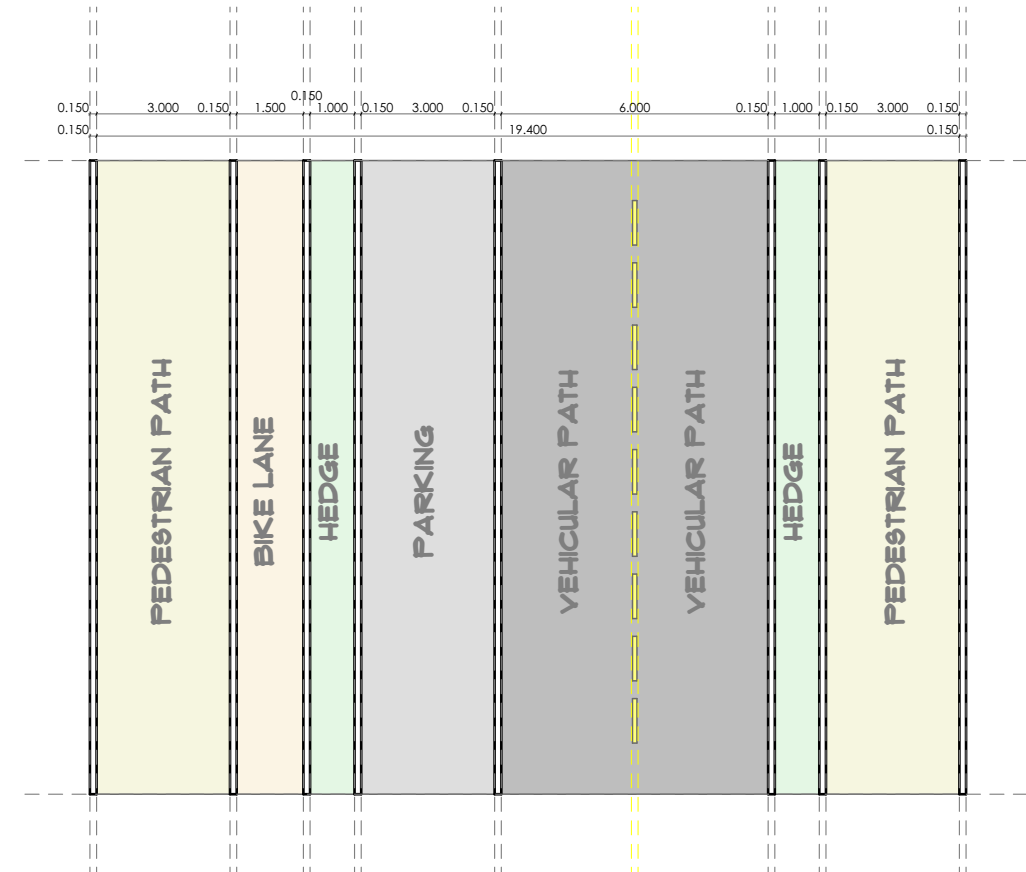 0.150
0.150 3.000 0.150 1.500 1.000 0.150 3.000 0.150 6.000 0.150 1.000 0.150 3.000 0.150
0.150 19.400 0.150
PEDESTRIAN PATH
BIKE LANE
HEDGE
PARKING
VEHICULAR PATH
VEHICULAR PATH
HEDGE
PEDESTRIAN PATH